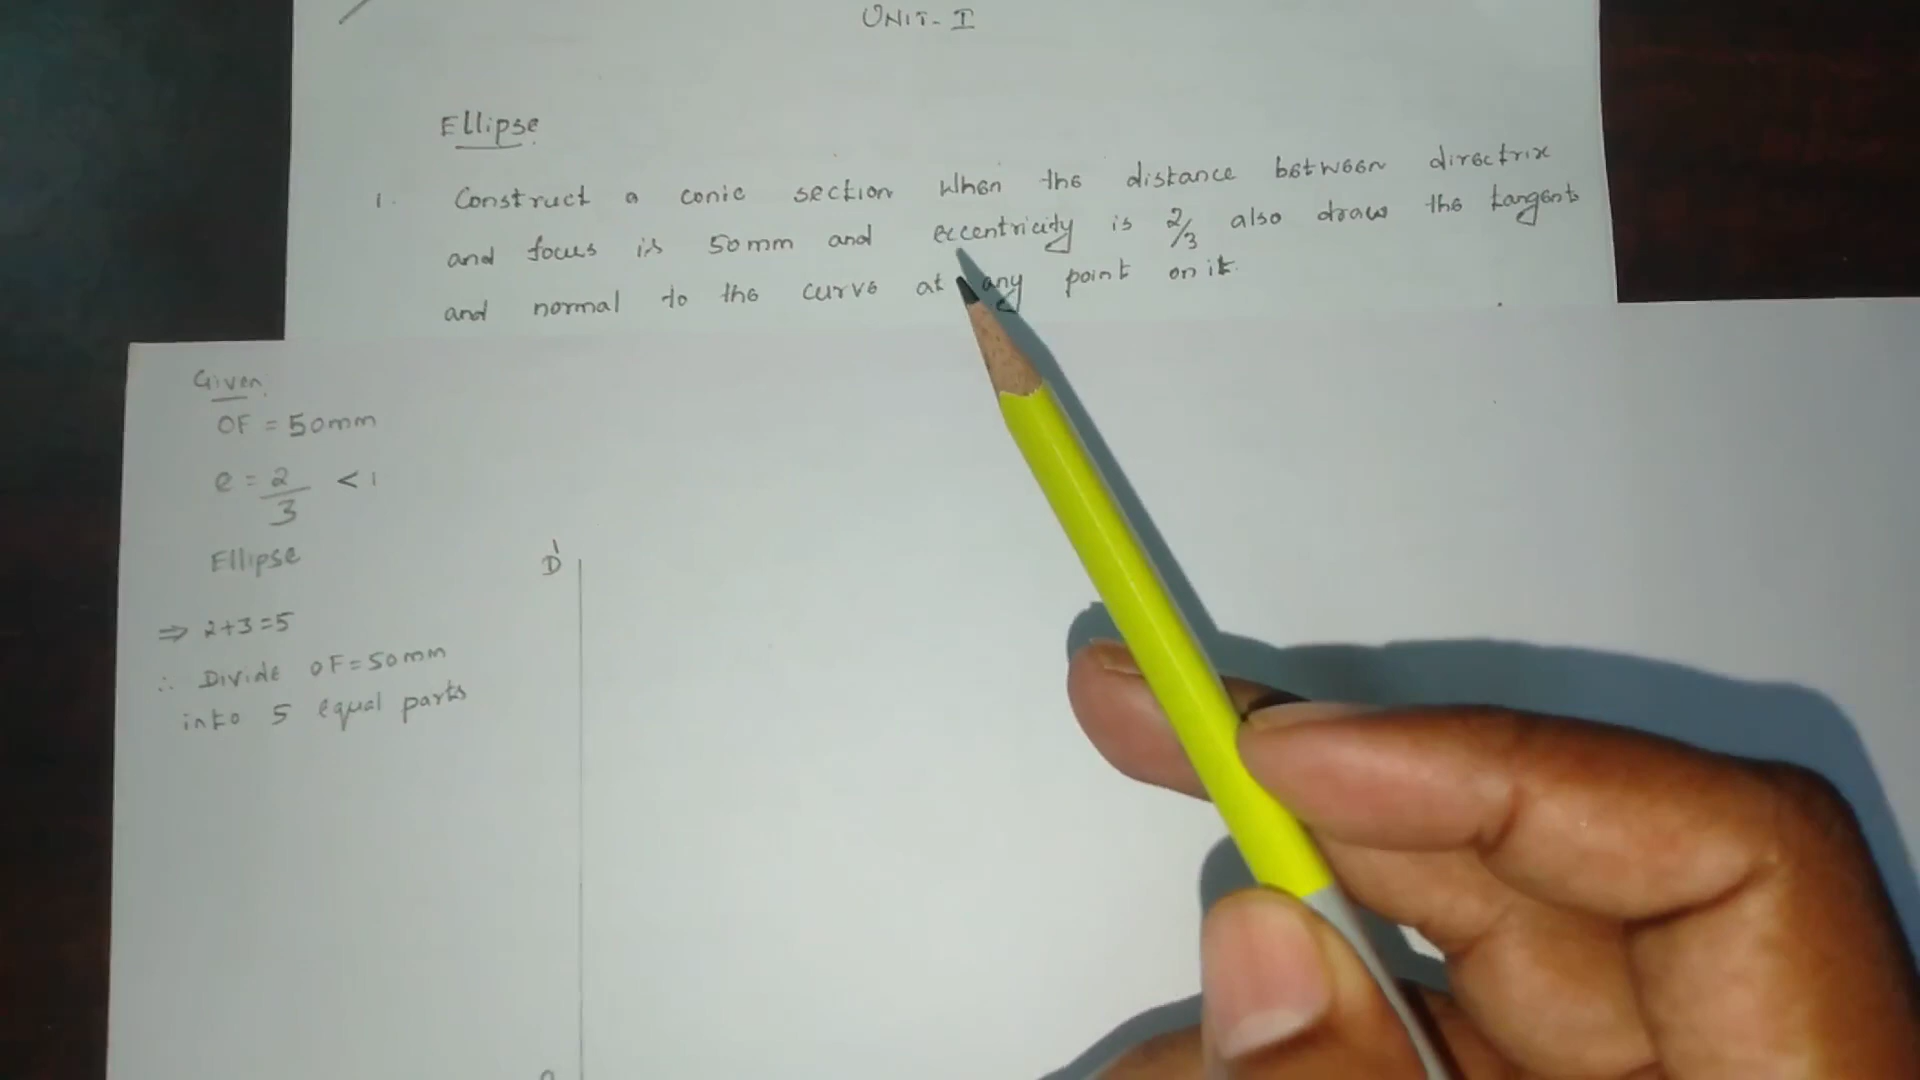 UNIT- I
Ellipse
1. Construct a conic section when the distance between directrix
and focus is 50mm and eccentricity is 2/3 also draw the tangents
and normal to the curve at any point on it.
Given:
OF = 50mm
e = 2/3 < 1
Ellipse
⇒ 2+3=5
∴ Divide OF=50mm
into 5 equal parts
D'